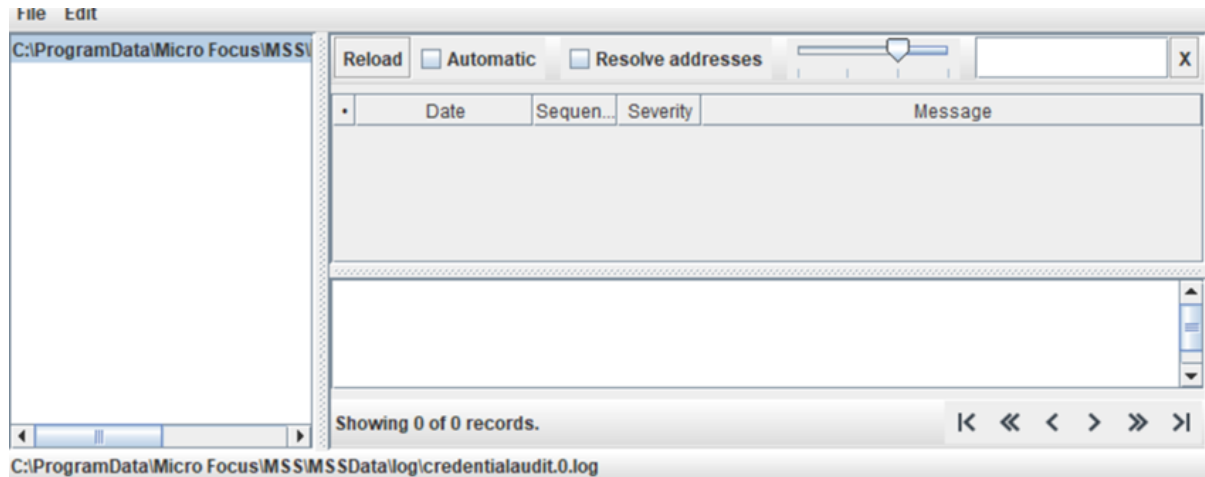 File Edit
C:\ProgramData\Micro Focus\MSS\
Reload Automatic Resolve addresses X
• Date Sequen... Severity Message
Showing 0 of 0 records.
C:\ProgramData\Micro Focus\MSS\MSSData\log\credentialaudit.0.log